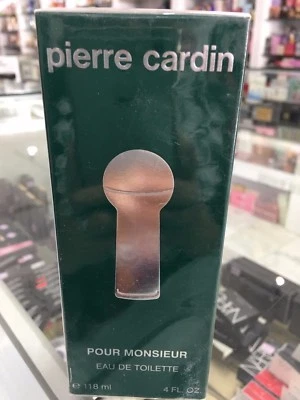 pierre cardin
POUR MONSIEUR
EAU DE TOILETTE
e 118 ml 4 FL. OZ.